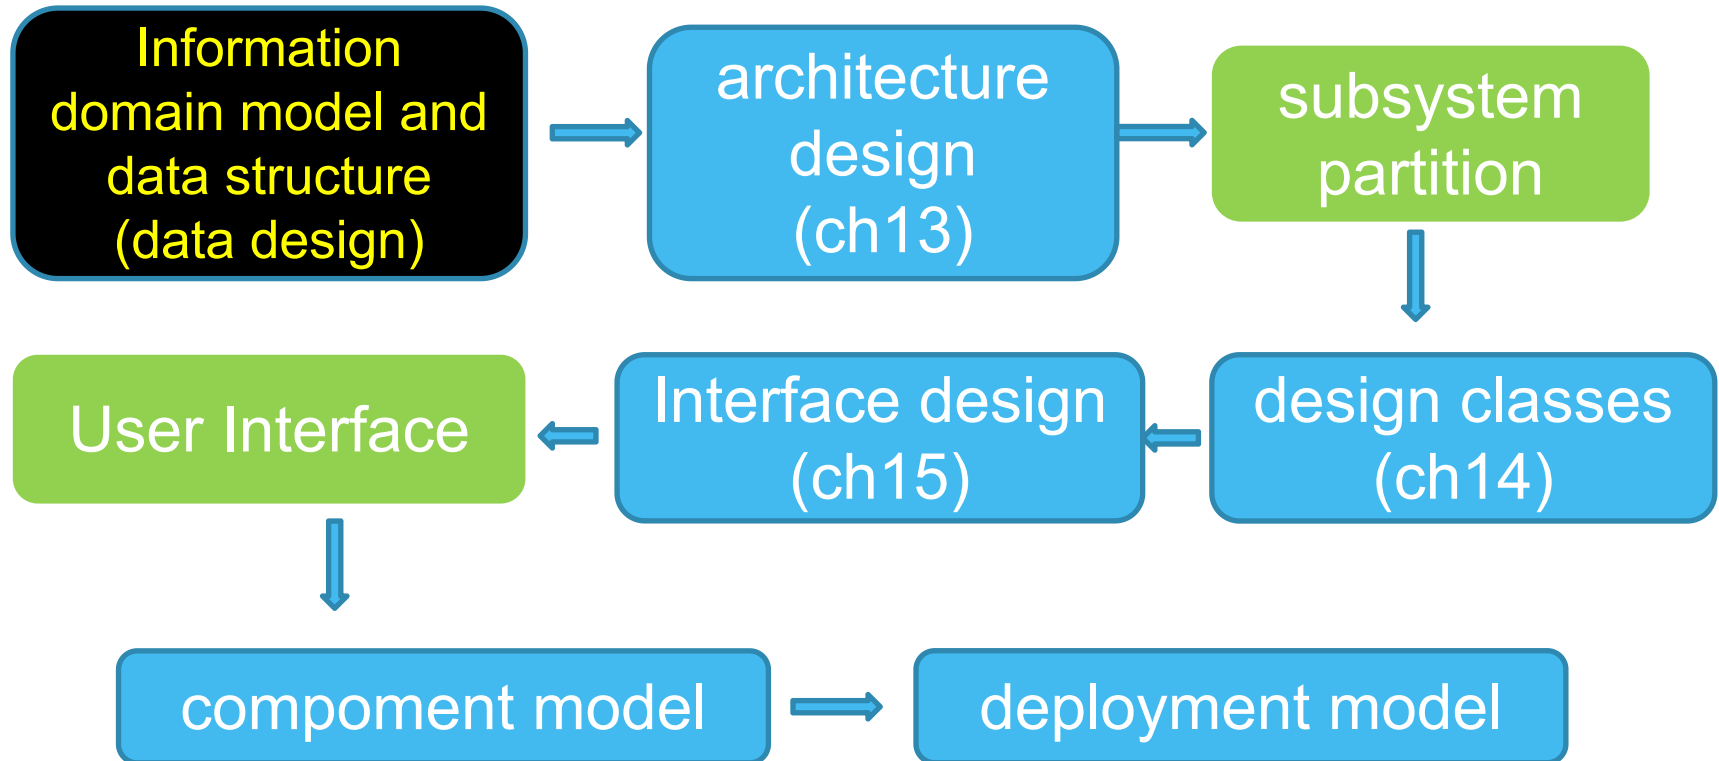 Information
domain model and
data structure
(data design)
architecture
design
(ch13)
subsystem
partition
design classes
(ch14)
Interface design
(ch15)
User Interface
compoment model
deployment model